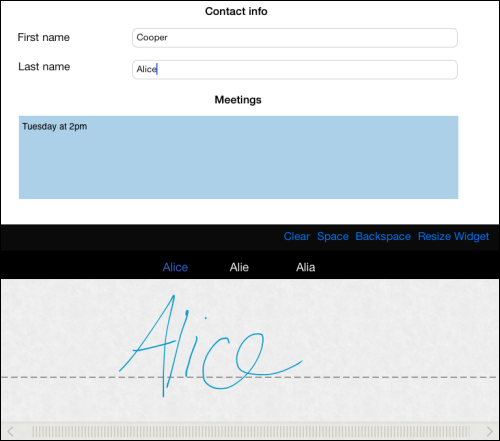 Contact info
First name
Cooper
Last name
Alice
Meetings
Tuesday at 2pm
Clear Space Backspace Resize Widget
Alice Alie Alia
Alice